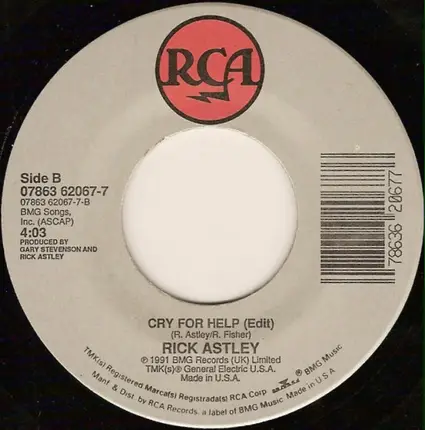 RCA
Side B
07863 62067-7
07863 62067-7-B
BMG Songs,
Inc. (ASCAP)
4:03
PRODUCED BY
GARY STEVENSON AND
RICK ASTLEY
78636 20677
CRY FOR HELP (Edit)
(R. Astley/R. Fisher)
RICK ASTLEY
℗ 1991 BMG Records (UK) Limited
TMK(s)® General Electric U.S.A.
Made in U.S.A.
TMK(s) Registered Marca(s) Registrada(s) RCA Corp. BMG BMG Music
Manf. & Dist. by RCA Records, a label of BMG Music. Made in U.S.A